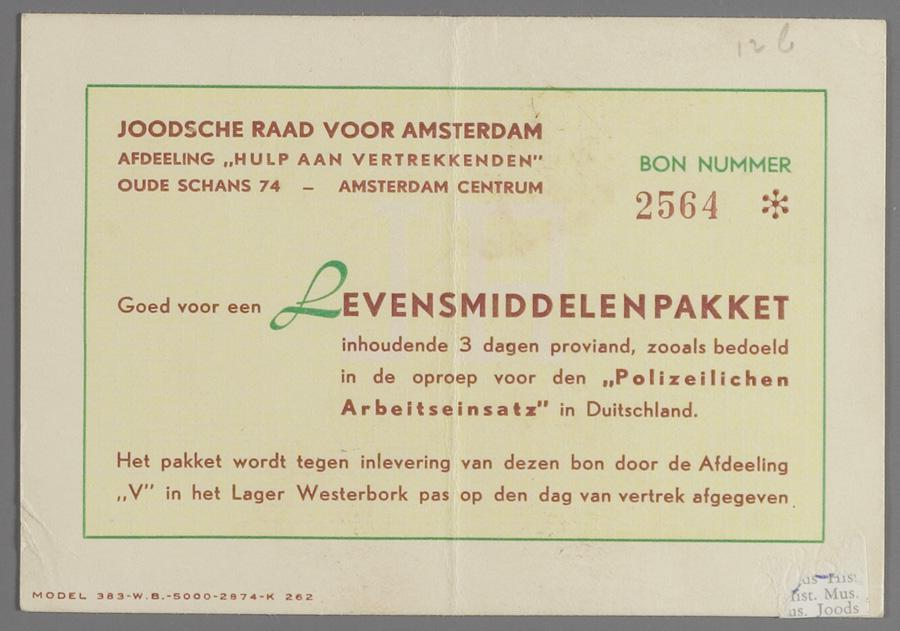 12 b
JOODSCHE RAAD VOOR AMSTERDAM
AFDEELING „HULP AAN VERTREKKENDEN”
OUDE SCHANS 74 – AMSTERDAM CENTRUM
BON NUMMER
2564 *
Goed voor een LEVENSMIDDELENPAKKET
inhoudende 3 dagen proviand, zooals bedoeld
in de oproep voor den „Polizeilichen
Arbeitseinsatz” in Duitschland.
Het pakket wordt tegen inlevering van dezen bon door de Afdeeling
„V” in het Lager Westerbork pas op den dag van vertrek afgegeven.
MODEL 383-W.B.-5000-2874-K 262
Hist. Mus.
Joods